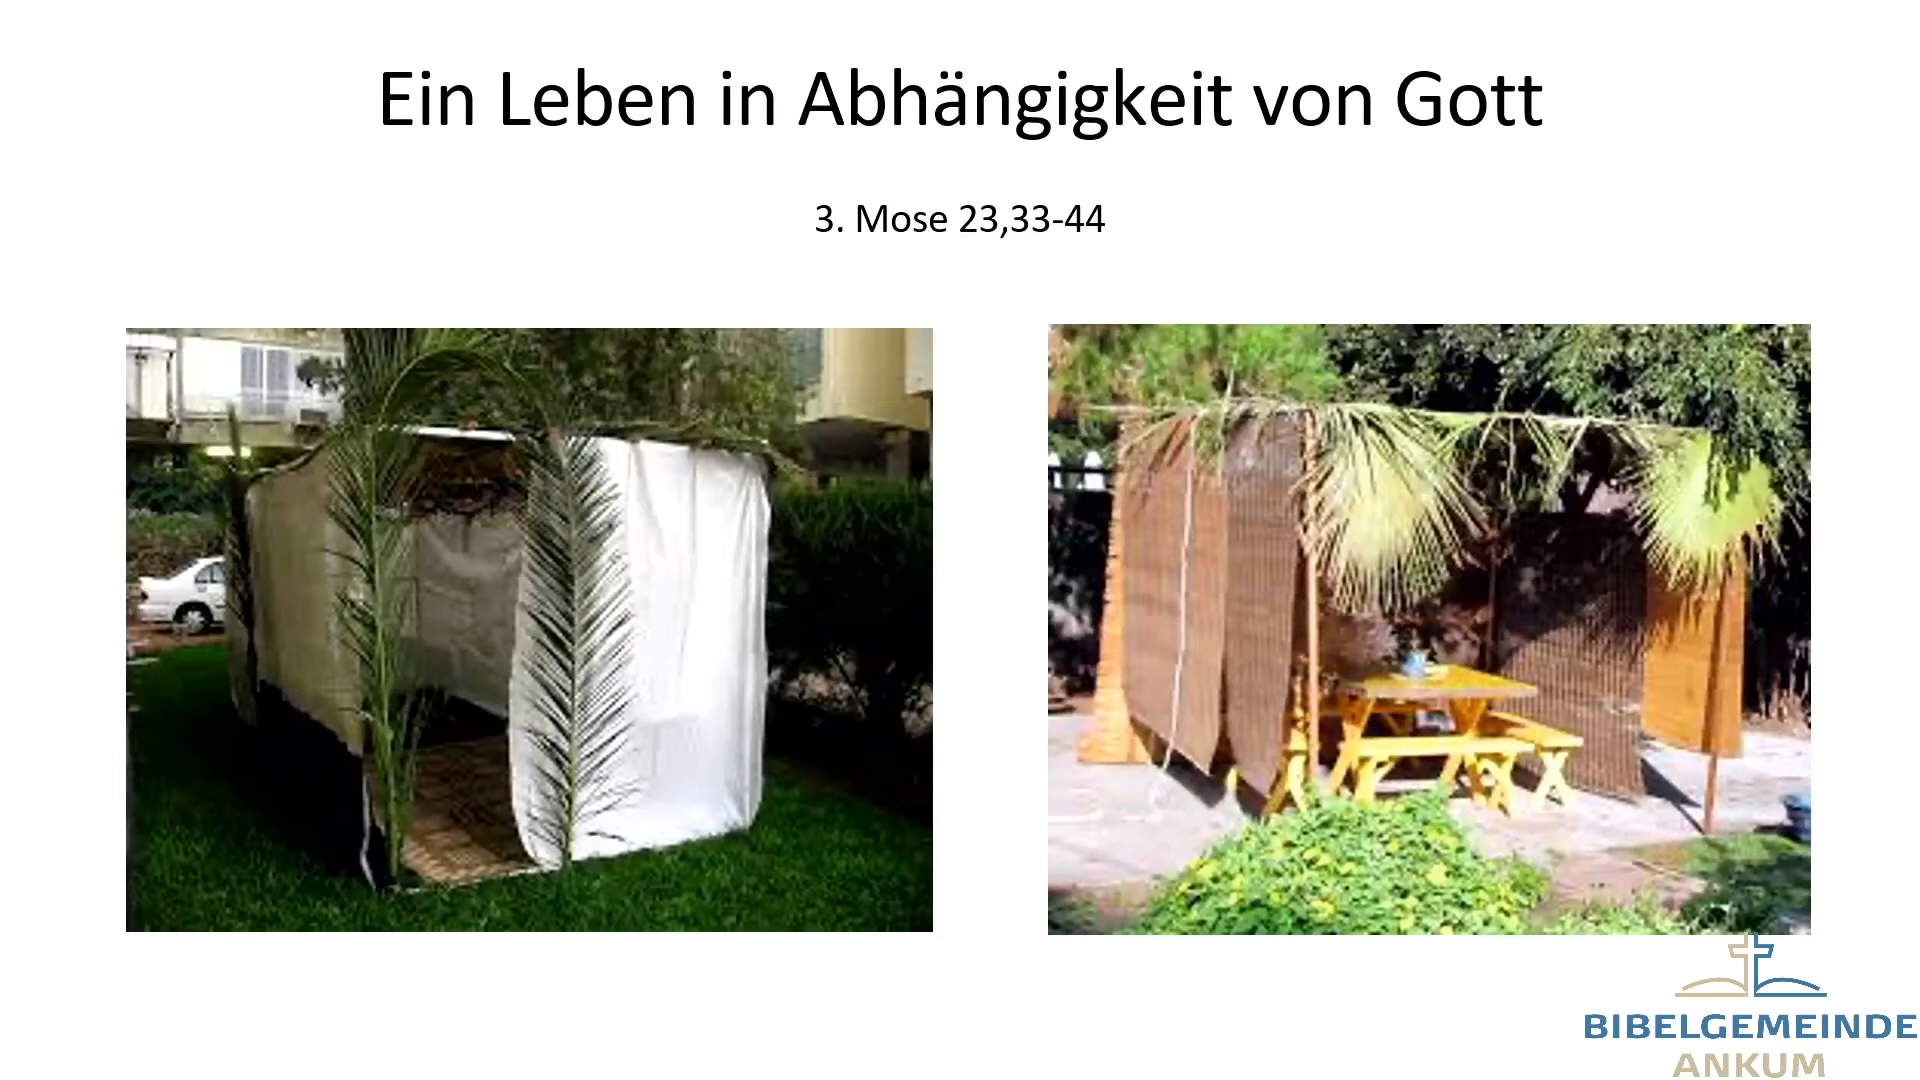 Ein Leben in Abhängigkeit von Gott
3. Mose 23,33-44
BIBELGEMEINDE
ANKUM